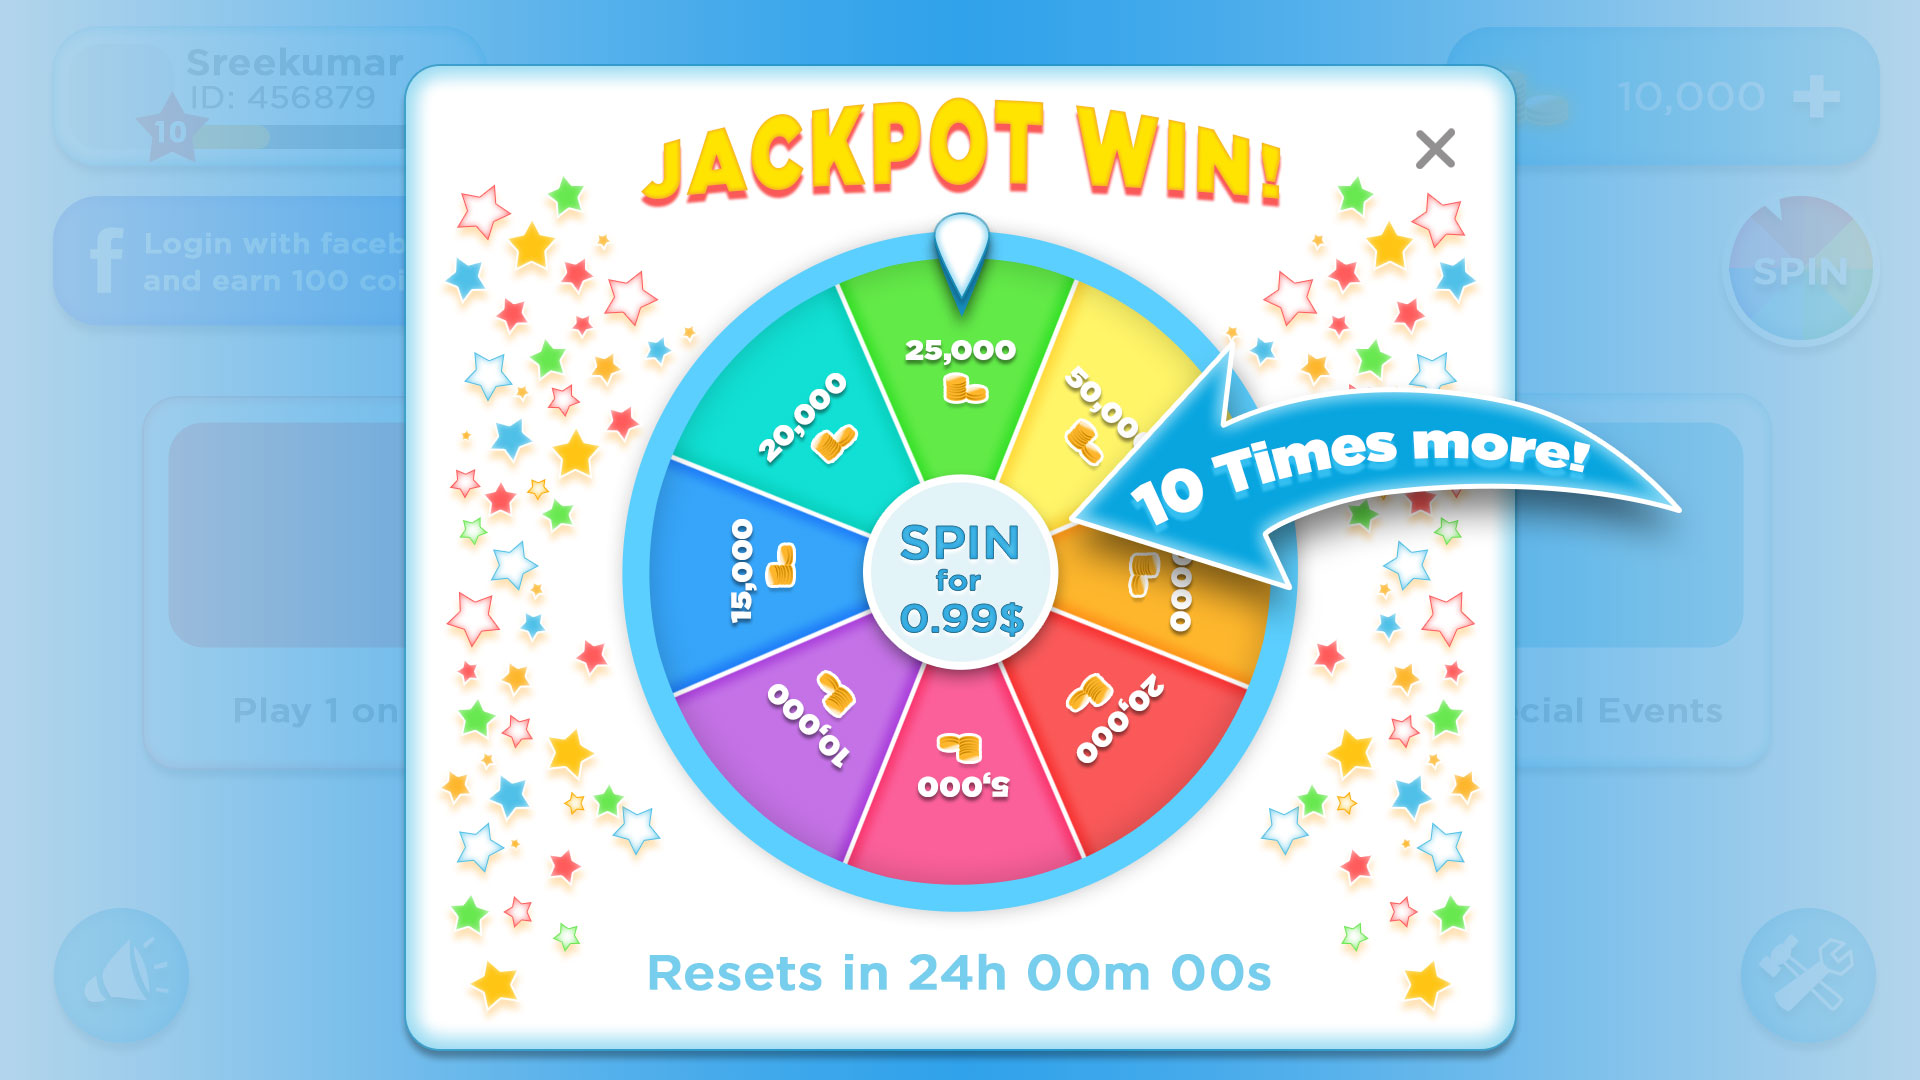 Sreekumar
ID: 456879
10
10,000
Login with faceb
and earn 100 coi
SPIN
Play 1 on
cial Events
JACKPOT WIN!
25,000
50,00
0000
20,000
5,000
10,000
15,000
20,000
10 Times more!
SPIN
for
0.99$
Resets in 24h 00m 00s